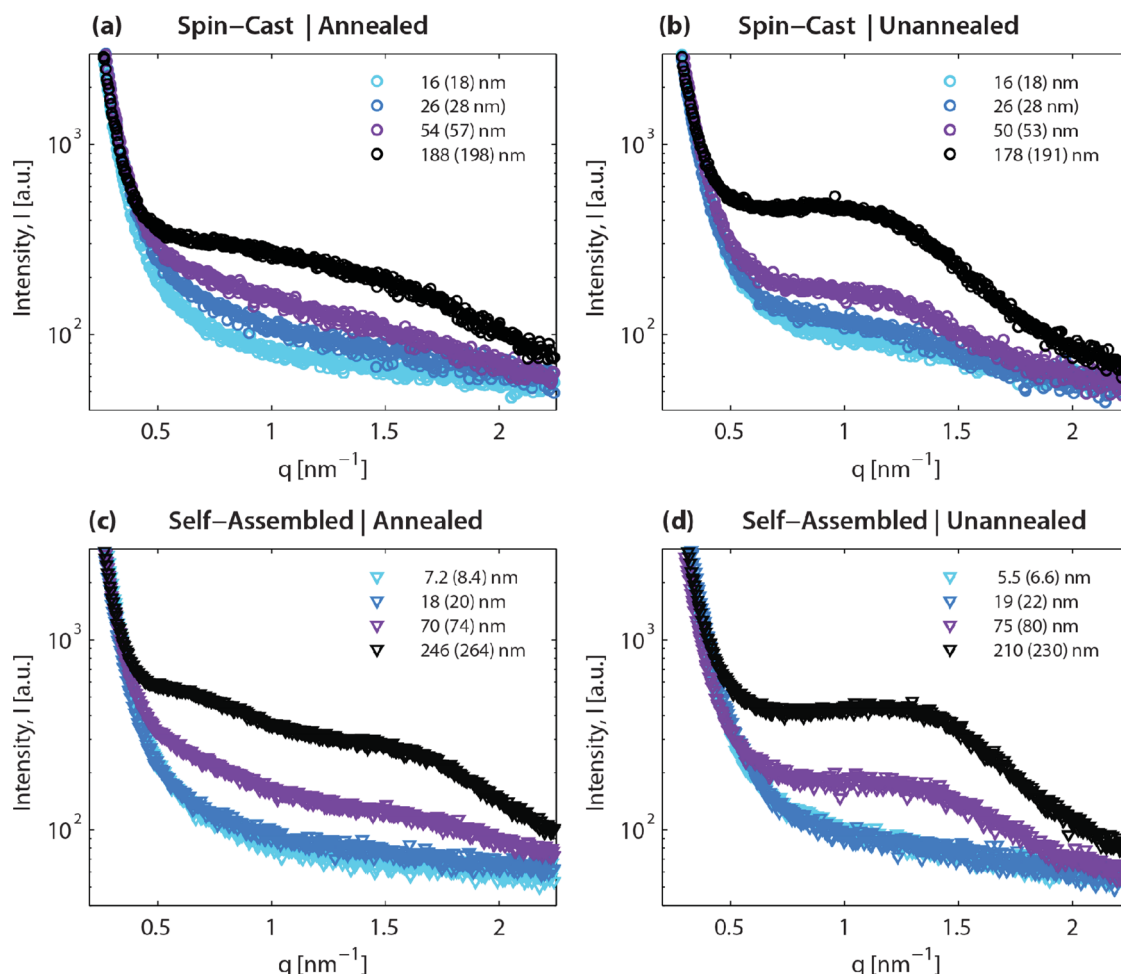 (a) Spin–Cast | Annealed
Intensity, I [a.u.]
10³
10²
16 (18) nm
26 (28 nm)
54 (57) nm
188 (198) nm
0.5 1 1.5 2
q [nm⁻¹]
(b) Spin–Cast | Unannealed
Intensity, I [a.u.]
10³
10²
16 (18) nm
26 (28 nm)
50 (53) nm
178 (191) nm
0.5 1 1.5 2
q [nm⁻¹]
(c) Self–Assembled | Annealed
Intensity, I [a.u.]
10³
10²
7.2 (8.4) nm
18 (20) nm
70 (74) nm
246 (264) nm
0.5 1 1.5 2
q [nm⁻¹]
(d) Self–Assembled | Unannealed
Intensity, I [a.u.]
10³
10²
5.5 (6.6) nm
19 (22) nm
75 (80) nm
210 (230) nm
0.5 1 1.5 2
q [nm⁻¹]